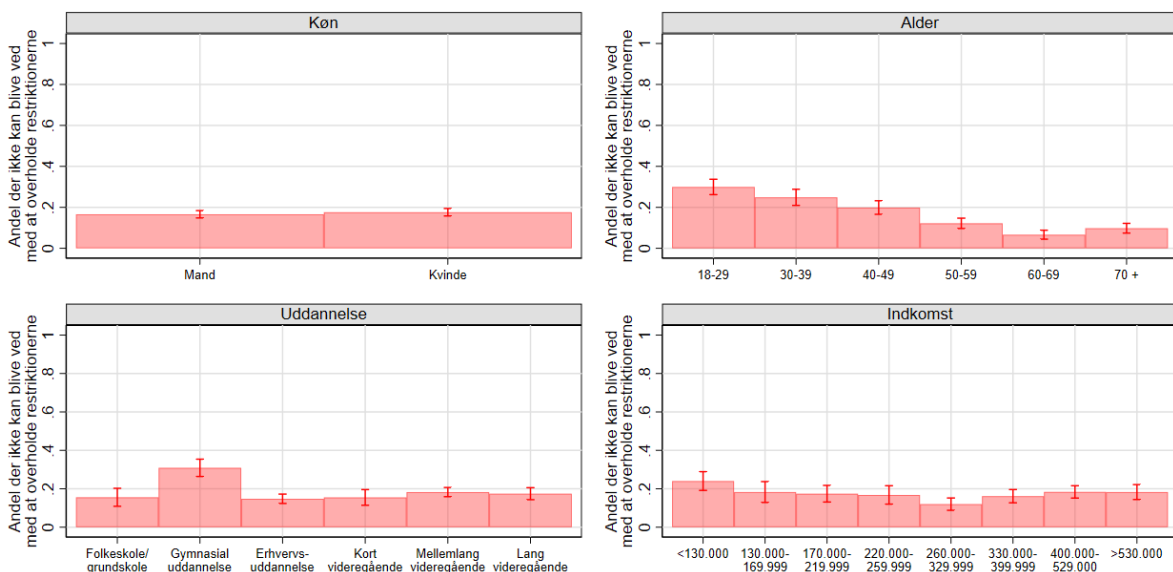 Køn
Andel der ikke kan blive ved
med at overholde restriktionerne
1
.8
.6
.4
.2
0
Mand
Kvinde
Alder
Andel der ikke kan blive ved
med at overholde restriktionerne
1
.8
.6
.4
.2
0
18-29
30-39
40-49
50-59
60-69
70 +
Uddannelse
Andel der ikke kan blive ved
med at overholde restriktionerne
1
.8
.6
.4
.2
0
Folkeskole/
grundskole
Gymnasial
uddannelse
Erhvervs-
uddannelse
Kort
videregående
Mellemlang
videregående
Lang
videregående
Indkomst
Andel der ikke kan blive ved
med at overholde restriktionerne
1
.8
.6
.4
.2
0
<130.000
130.000-
169.999
170.000-
219.999
220.000-
259.999
260.000-
329.999
330.000-
399.999
400.000-
529.000
>530.000